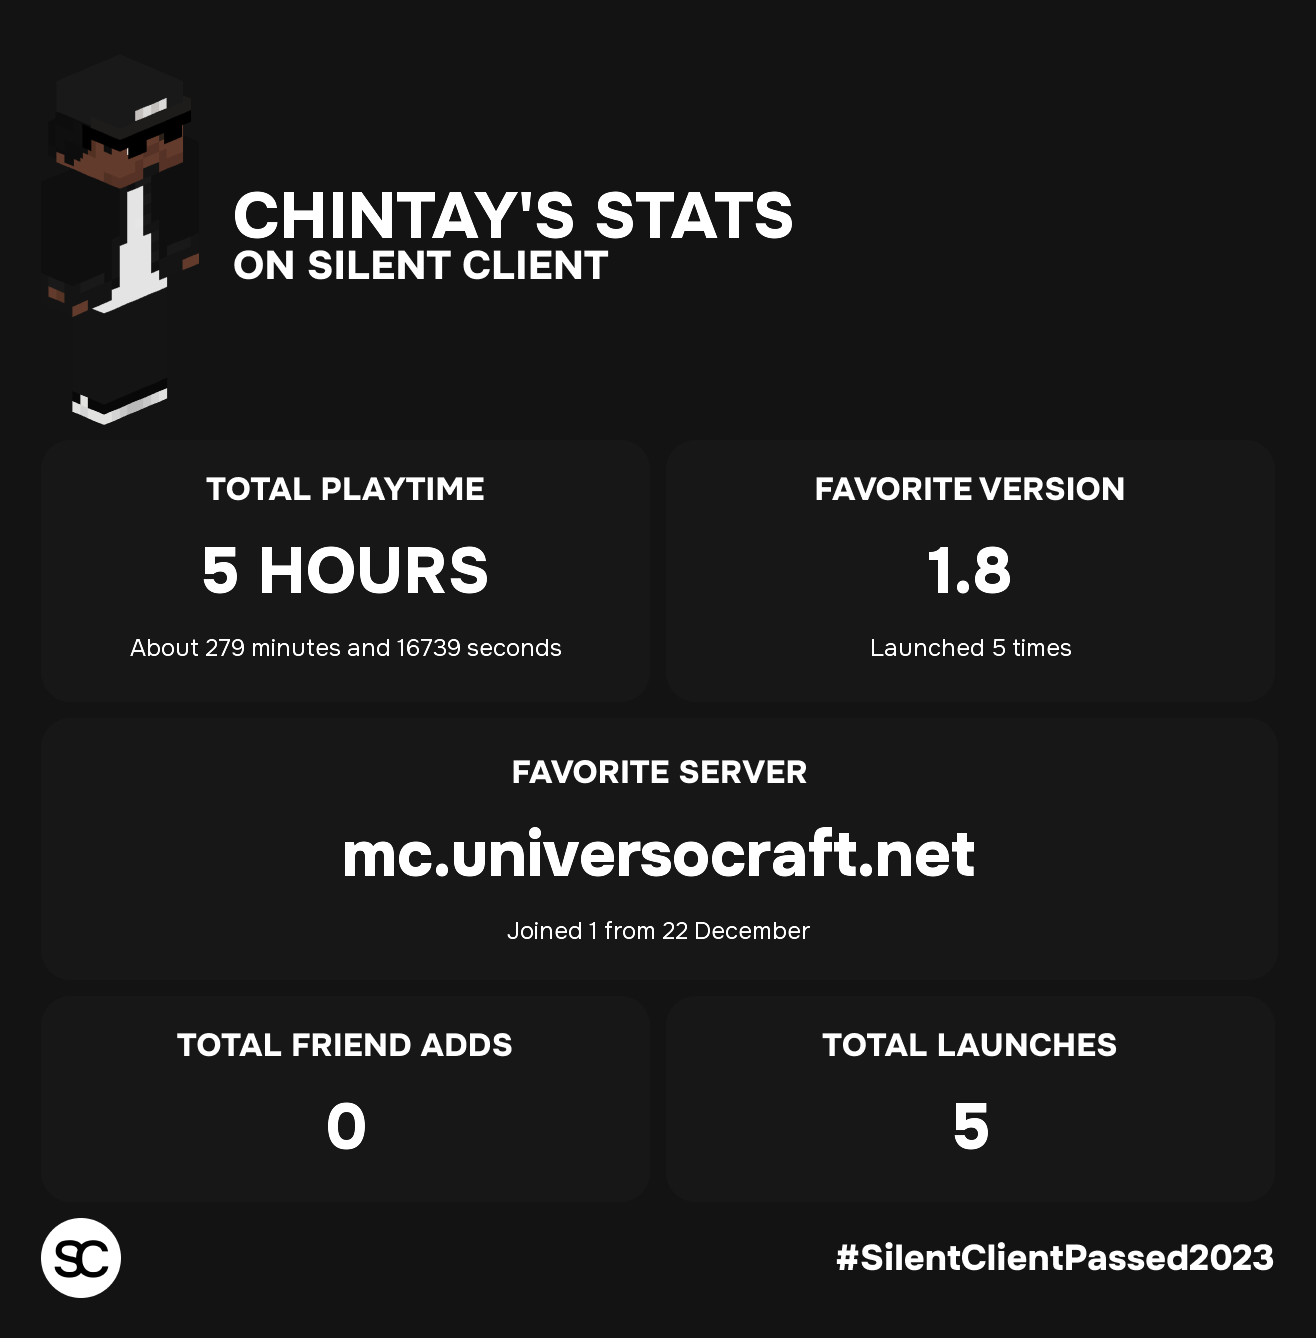 CHINTAY'S STATS
ON SILENT CLIENT
TOTAL PLAYTIME
5 HOURS
About 279 minutes and 16739 seconds
FAVORITE VERSION
1.8
Launched 5 times
FAVORITE SERVER
mc.universocraft.net
Joined 1 from 22 December
TOTAL FRIEND ADDS
0
TOTAL LAUNCHES
5
SC
#SilentClientPassed2023